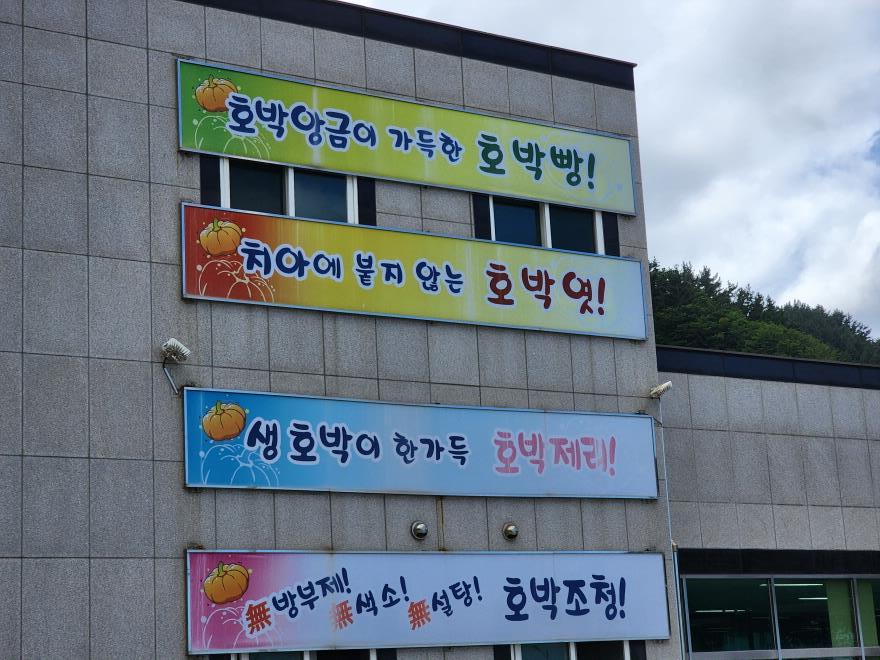 호박앙금이 가득한 호박빵!
치아에 붙지 않는 호박엿!
생호박이 한가득 호박제리!
無방부제! 無색소! 無설탕! 호박조청!